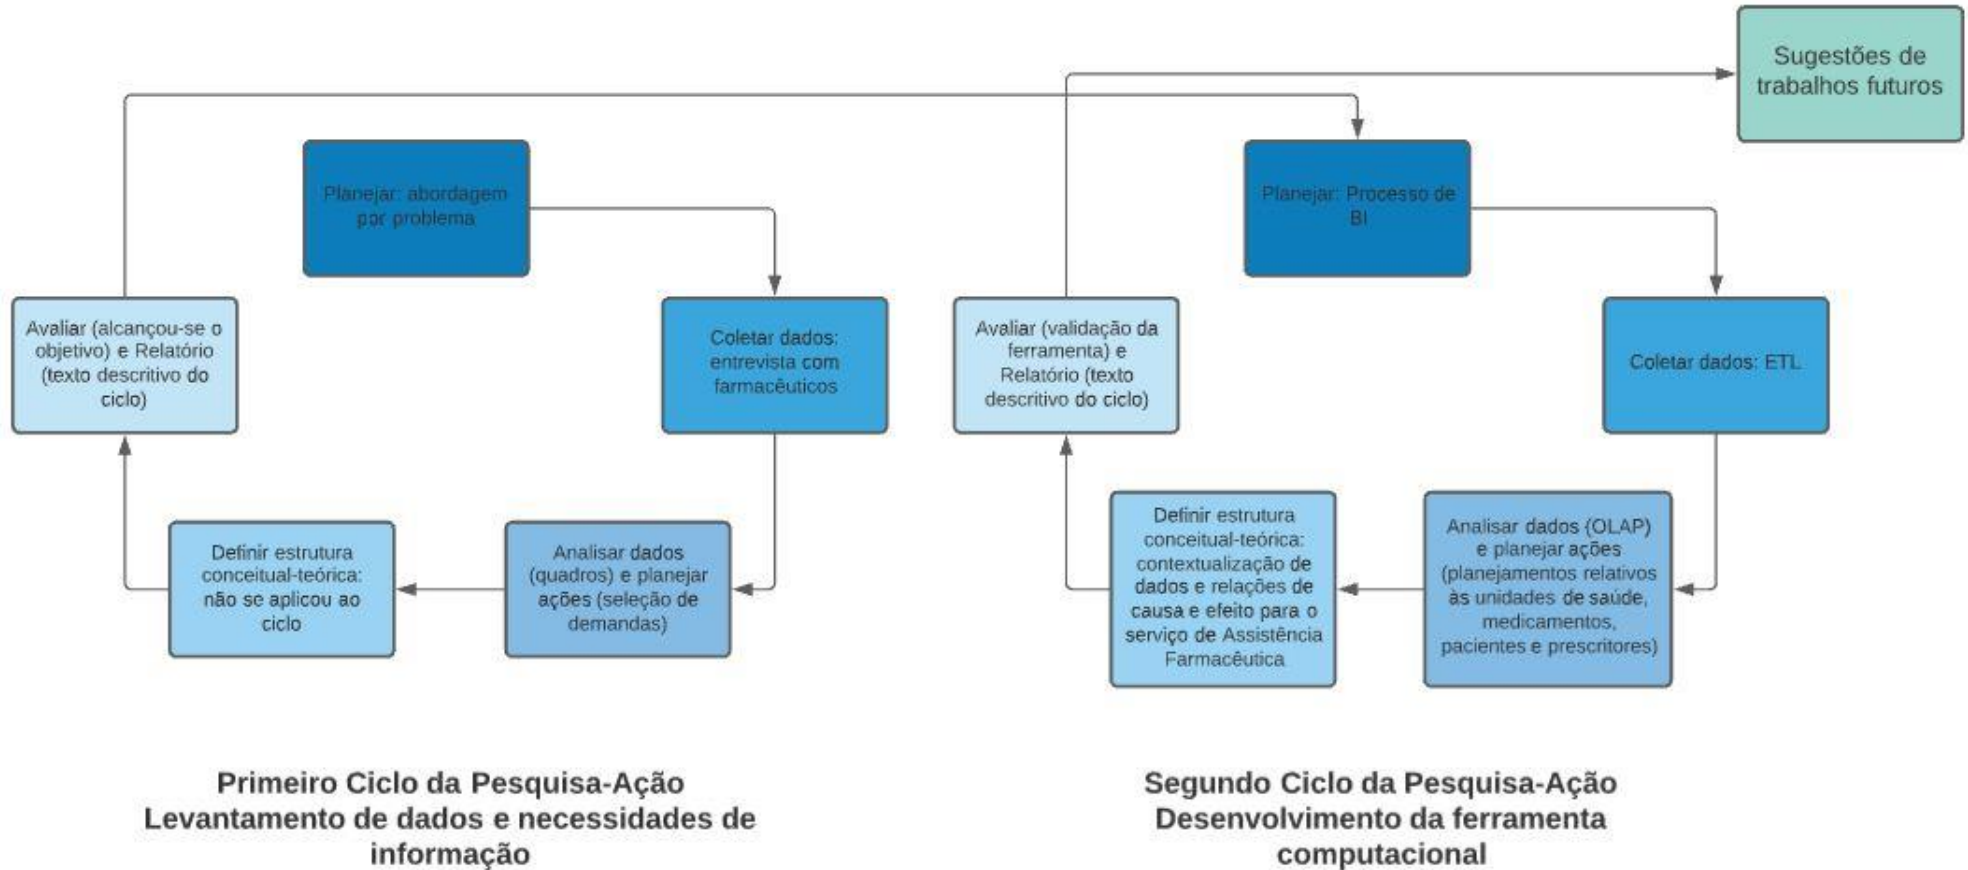 Sugestões de
trabalhos futuros
Planejar: abordagem
por problema
Coletar dados:
entrevista com
farmacêuticos
Analisar dados
(quadros) e planejar
ações (seleção de
demandas)
Definir estrutura
conceitual-teórica:
não se aplicou ao
ciclo
Avaliar (alcançou-se o
objetivo) e Relatório
(texto descritivo do
ciclo)
Planejar: Processo de
BI
Coletar dados: ETL
Analisar dados (OLAP)
e planejar ações
(planejamentos relativos
às unidades de saúde,
medicamentos,
pacientes e prescritores)
Definir estrutura
conceitual-teórica:
contextualização de
dados e relações de
causa e efeito para o
serviço de Assistência
Farmacêutica
Avaliar (validação da
ferramenta) e
Relatório (texto
descritivo do ciclo)
Primeiro Ciclo da Pesquisa-Ação
Levantamento de dados e necessidades de
informação
Segundo Ciclo da Pesquisa-Ação
Desenvolvimento da ferramenta
computacional